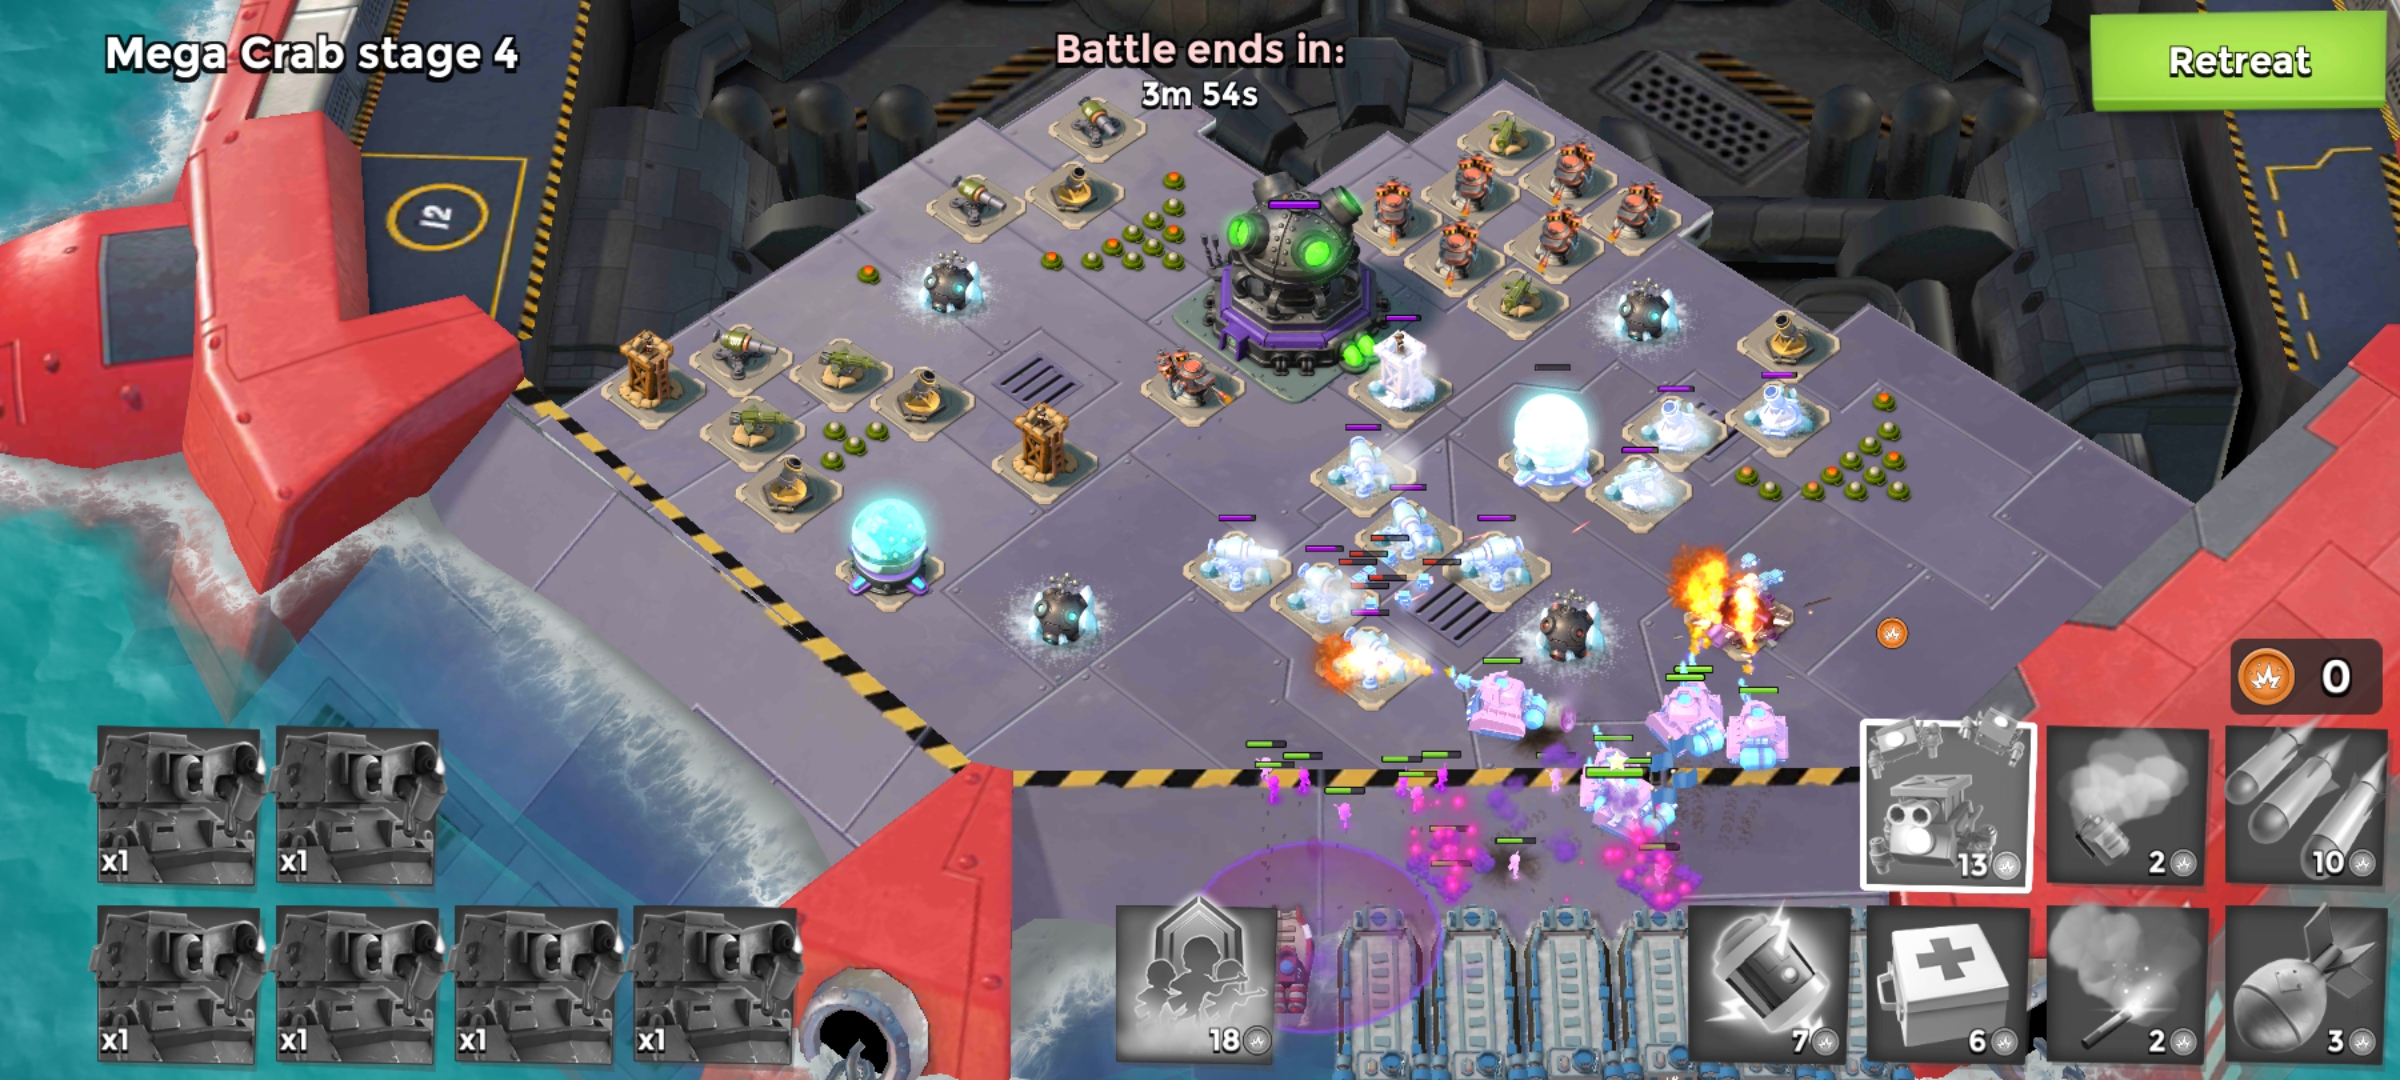 Mega Crab stage 4
Battle ends in:
3m 54s
Retreat
12
0
x1
x1
13
2
10
x1
x1
x1
x1
18
7
6
2
3